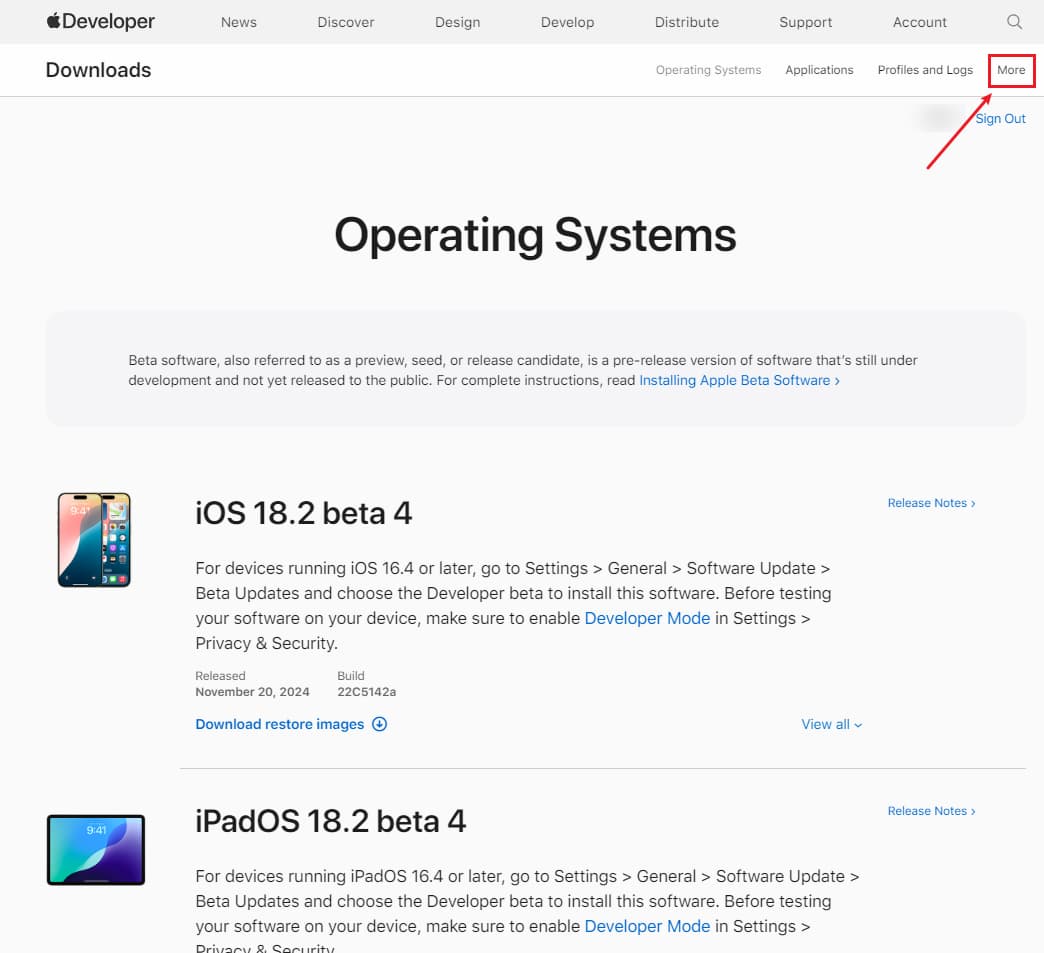 Developer News Discover Design Develop Distribute Support Account
Downloads Operating Systems Applications Profiles and Logs More
Sign Out
Operating Systems
Beta software, also referred to as a preview, seed, or release candidate, is a pre-release version of software that's still under
development and not yet released to the public. For complete instructions, read Installing Apple Beta Software ›
9:41
iOS 18.2 beta 4
Release Notes ›
For devices running iOS 16.4 or later, go to Settings > General > Software Update >
Beta Updates and choose the Developer beta to install this software. Before testing
your software on your device, make sure to enable Developer Mode in Settings >
Privacy & Security.
Released Build
November 20, 2024 22C5142a
Download restore images View all
iPadOS 18.2 beta 4
Release Notes ›
9:41
For devices running iPadOS 16.4 or later, go to Settings > General > Software Update >
Beta Updates and choose the Developer beta to install this software. Before testing
your software on your device, make sure to enable Developer Mode in Settings >
Privacy & Security.